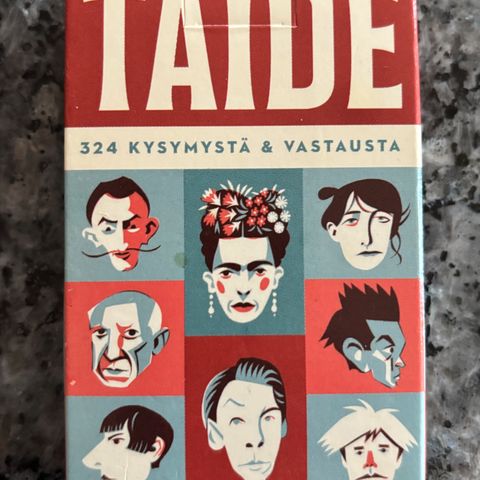 TAIDE
324 KYSYMYSTÄ & VASTAUSTA